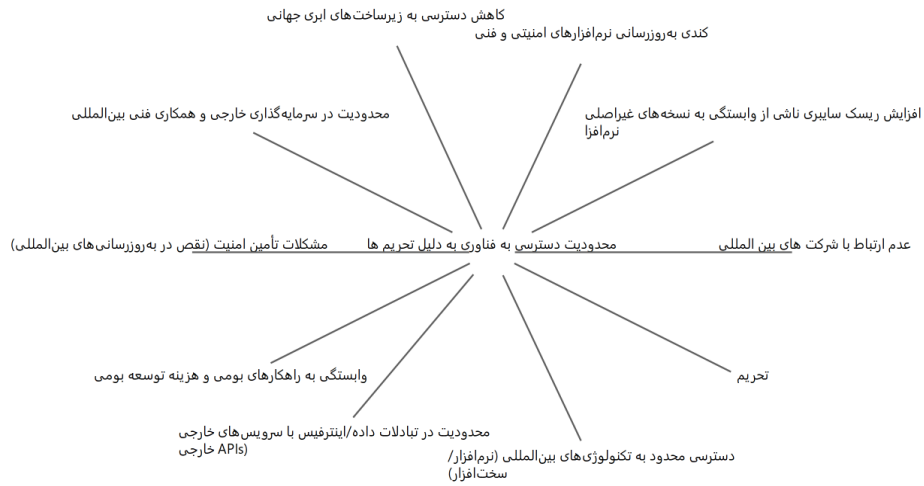 کاهش دسترسی به زیرساخت‌های ابری جهانی
کندی به‌روزرسانی نرم‌افزارهای امنیتی و فنی
افزایش ریسک سایبری ناشی از وابستگی به نسخه‌های غیراصلی
نرم‌افزا
محدودیت در سرمایه‌گذاری خارجی و همکاری فنی بین‌المللی
عدم ارتباط با شرکت های بین المللی
محدودیت دسترسی به فناوری به دلیل تحریم ها
مشکلات تأمین امنیت (نقص در به‌روزرسانی‌های بین‌المللی)
تحریم
وابستگی به راهکارهای بومی و هزینه توسعه بومی
محدودیت در تبادلات داده/اینترفیس با سرویس‌های خارجی
(APIs خارجی
دسترسی محدود به تکنولوژی‌های بین‌المللی (نرم‌افزار/
سخت‌افزار)